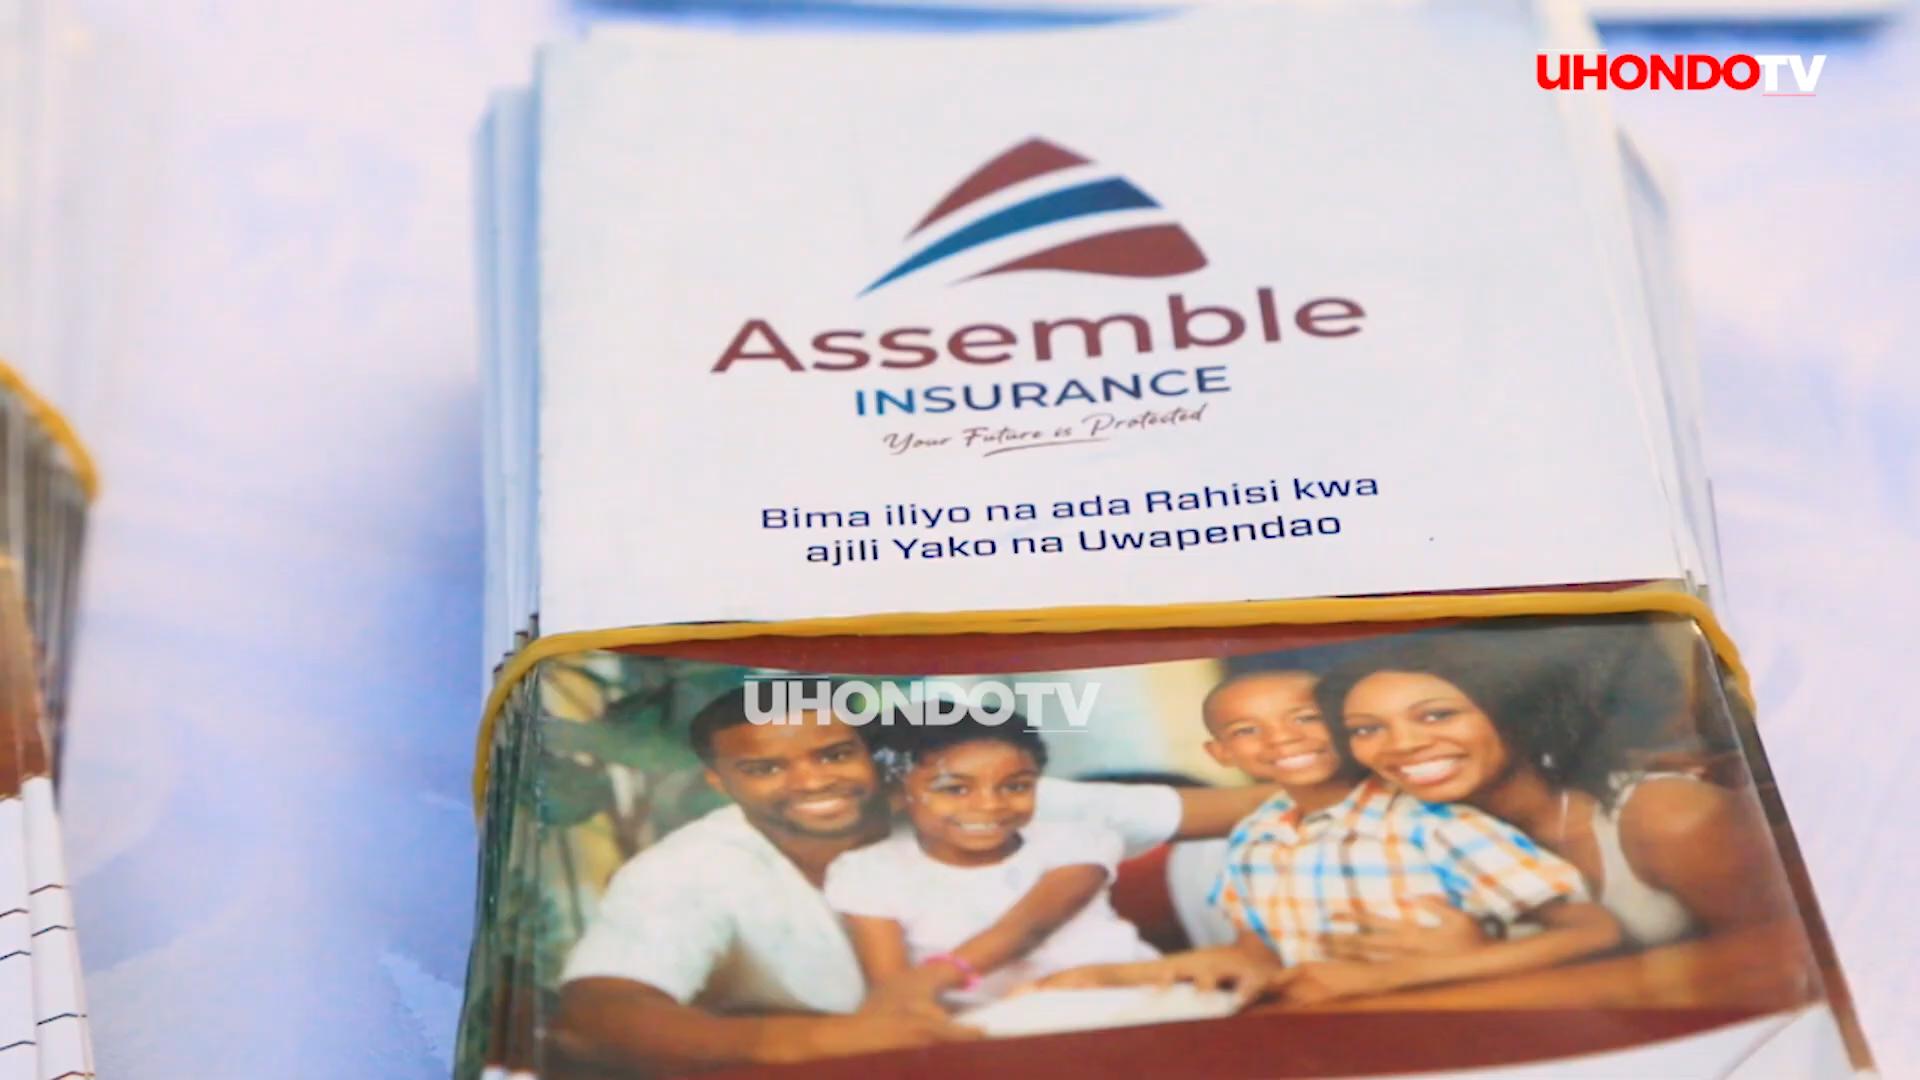 UHONDOTV
Assemble
INSURANCE
Your Future is Protected
Bima iliyo na ada Rahisi kwa
ajili Yako na Uwapendao
UHONDOTV